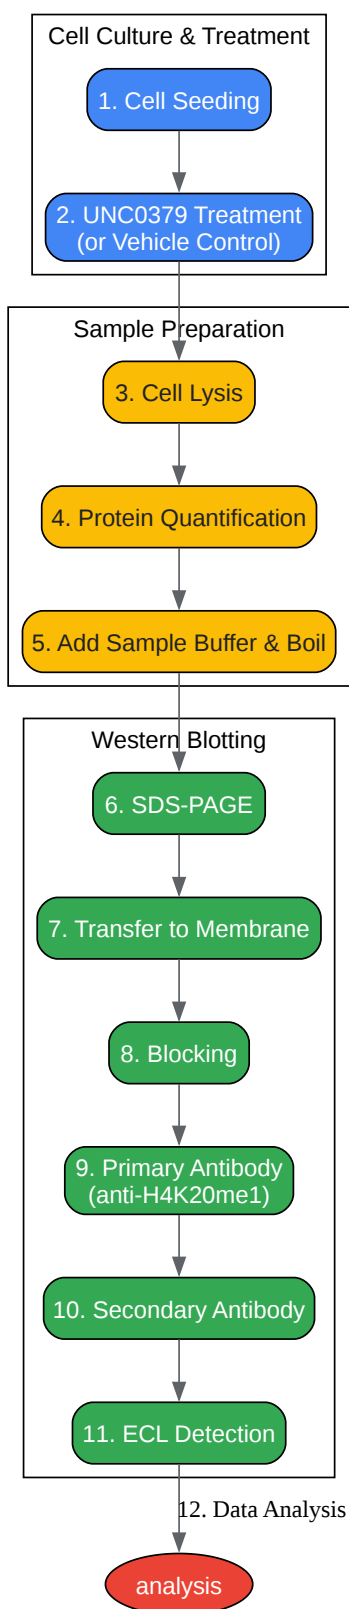 Cell Culture & Treatment
1. Cell Seeding
2. UNC0379 Treatment
(or Vehicle Control)
Sample Preparation
3. Cell Lysis
4. Protein Quantification
5. Add Sample Buffer & Boil
Western Blotting
6. SDS-PAGE
7. Transfer to Membrane
8. Blocking
9. Primary Antibody
(anti-H4K20me1)
10. Secondary Antibody
11. ECL Detection
12. Data Analysis
analysis